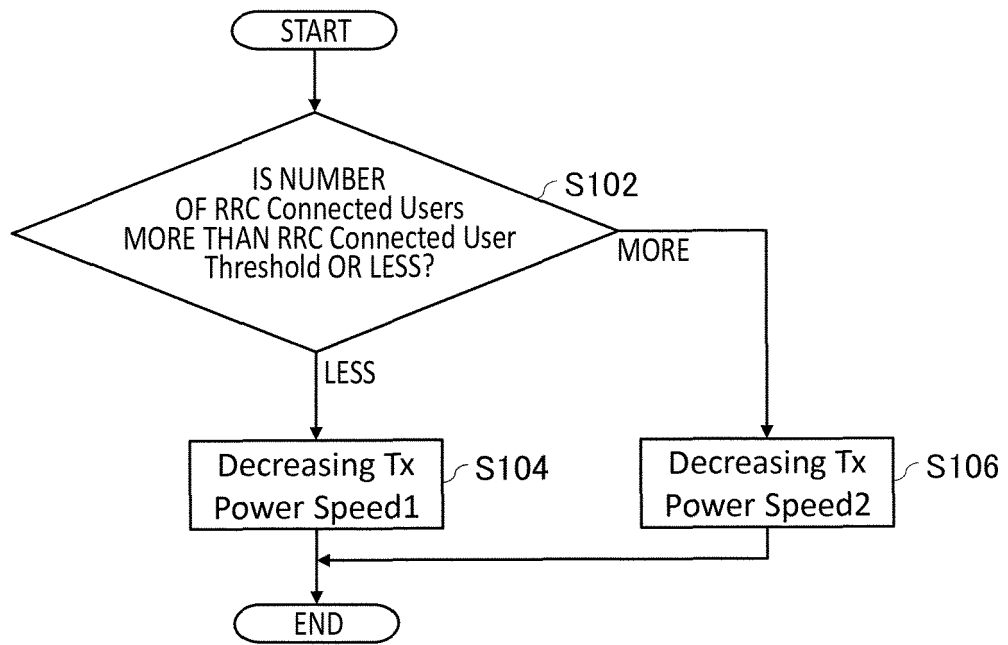 START
IS NUMBER
OF RRC Connected Users
MORE THAN RRC Connected User
Threshold OR LESS?
S102
MORE
LESS
Decreasing Tx
Power Speed1
S104
Decreasing Tx
Power Speed2
S106
END